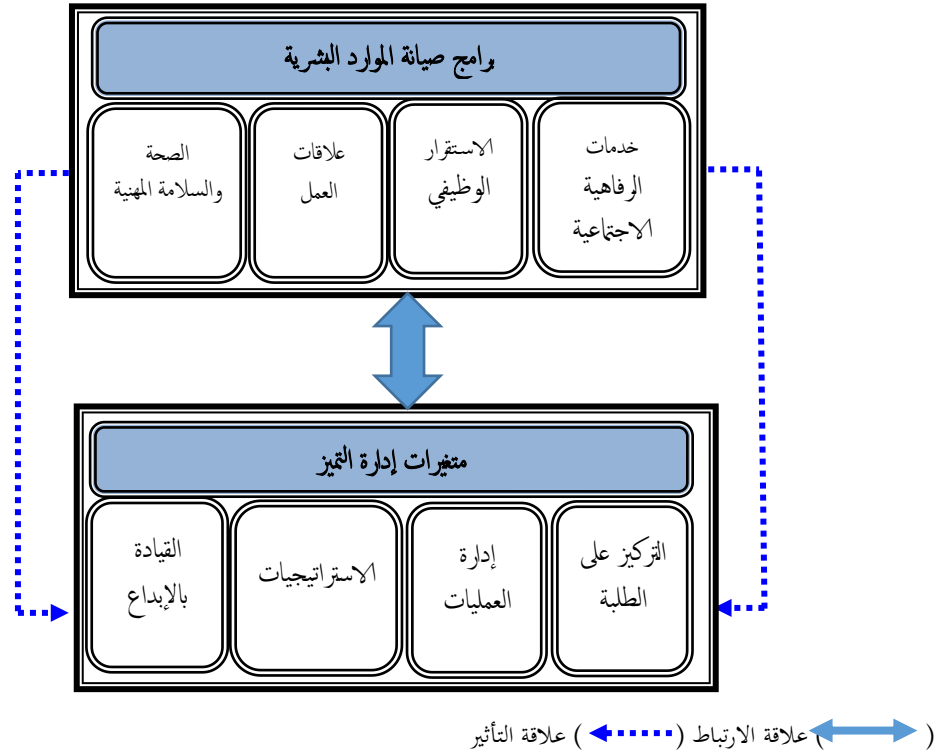 برامج صيانة الموارد البشرية
خدمات
الرفاهية
الاجتماعية
الاستقرار
الوظيفي
علاقات
العمل
الصحة
والسلامة المهنية
متغيرات إدارة التميز
التركيز على
الطلبة
إدارة
العمليات
الاستراتيجيات
القيادة
بالإبداع
( ) علاقة الارتباط ( ) علاقة التأثير